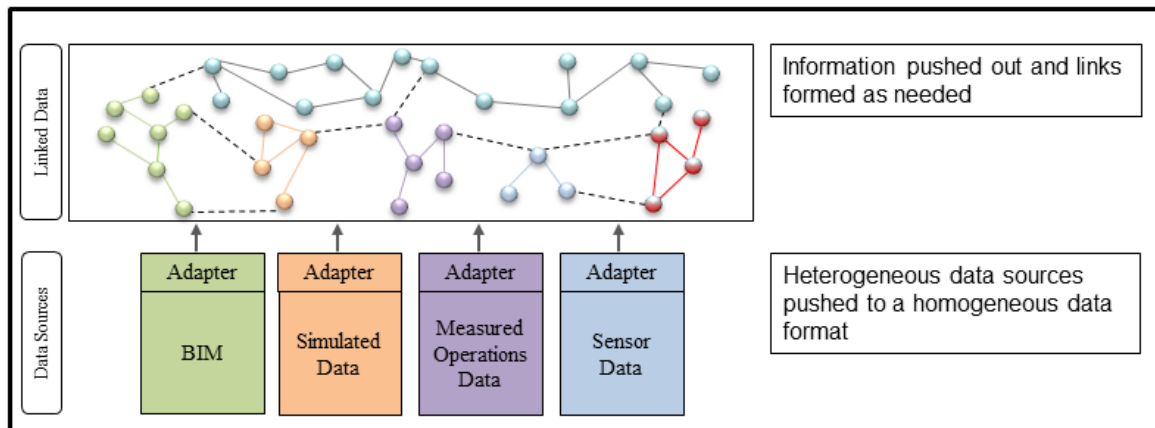 Linked Data
Information pushed out and links
formed as needed
Data Sources
Adapter
BIM
Adapter
Simulated
Data
Adapter
Measured
Operations
Data
Adapter
Sensor
Data
Heterogeneous data sources
pushed to a homogeneous data
format